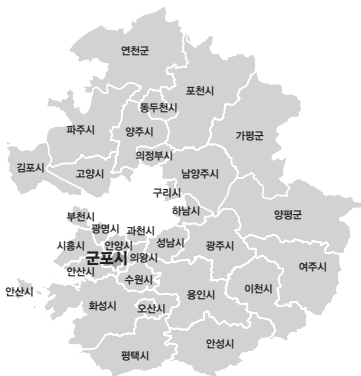 연천군
포천시
동두천시
파주시
양주시
가평군
의정부시
김포시
고양시
남양주시
구리시
하남시
양평군
부천시
광명시
과천시
시흥시
안양시
성남시
광주시
군포시
의왕시
여주시
안산시
수원시
안산시
용인시
이천시
화성시
오산시
안성시
평택시